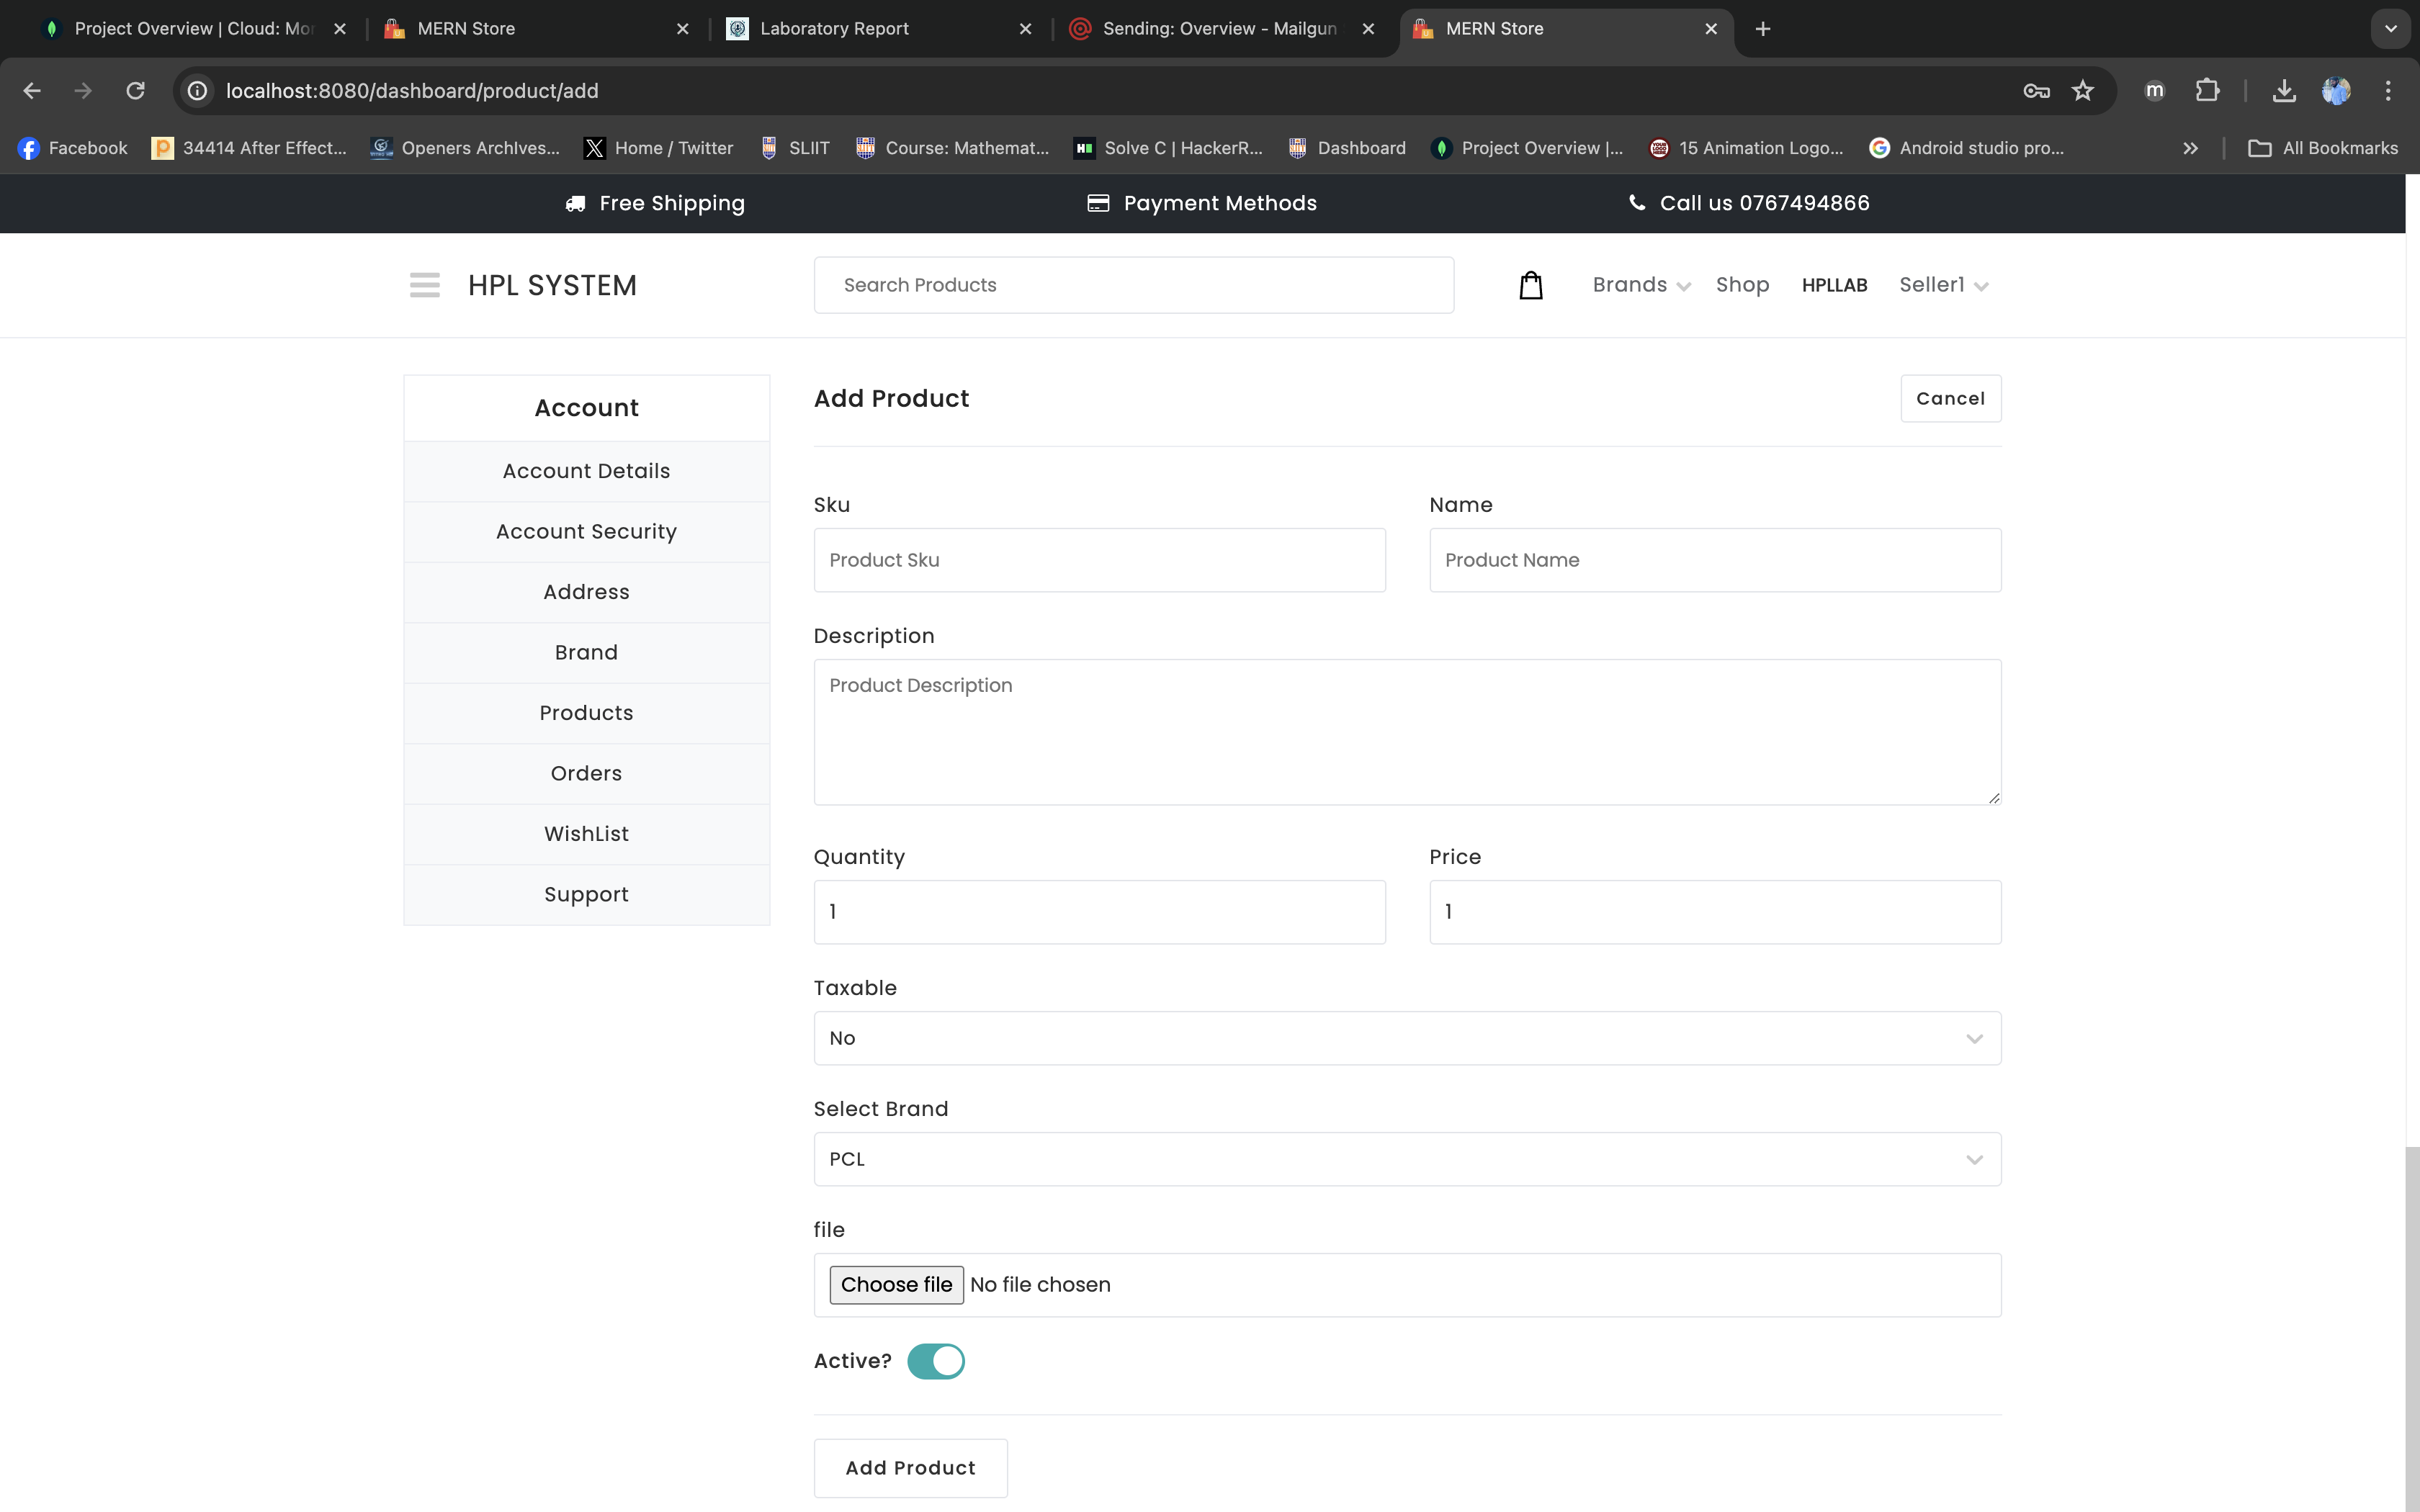 Project Overview | Cloud: Mon
MERN Store
Laboratory Report
Sending: Overview - Mailgun
MERN Store
localhost:8080/dashboard/product/add
m
Facebook
P 34414 After Effect...
Openers Archlves...
X Home / Twitter
SLIIT
Course: Mathemat...
H Solve C | HackerR...
Dashboard
Project Overview |...
15 Animation Logo...
G Android studio pro...
All Bookmarks
Free Shipping
Payment Methods
Call us 0767494866
HPL SYSTEM
Search Products
Brands
Shop
HPLLAB
Seller1
Account
Account Details
Account Security
Address
Brand
Products
Orders
WishList
Support
Add Product
Cancel
Sku
Name
Product Sku
Product Name
Description
Product Description
Quantity
Price
1
1
Taxable
No
Select Brand
PCL
file
Choose file No file chosen
Active?
Add Product